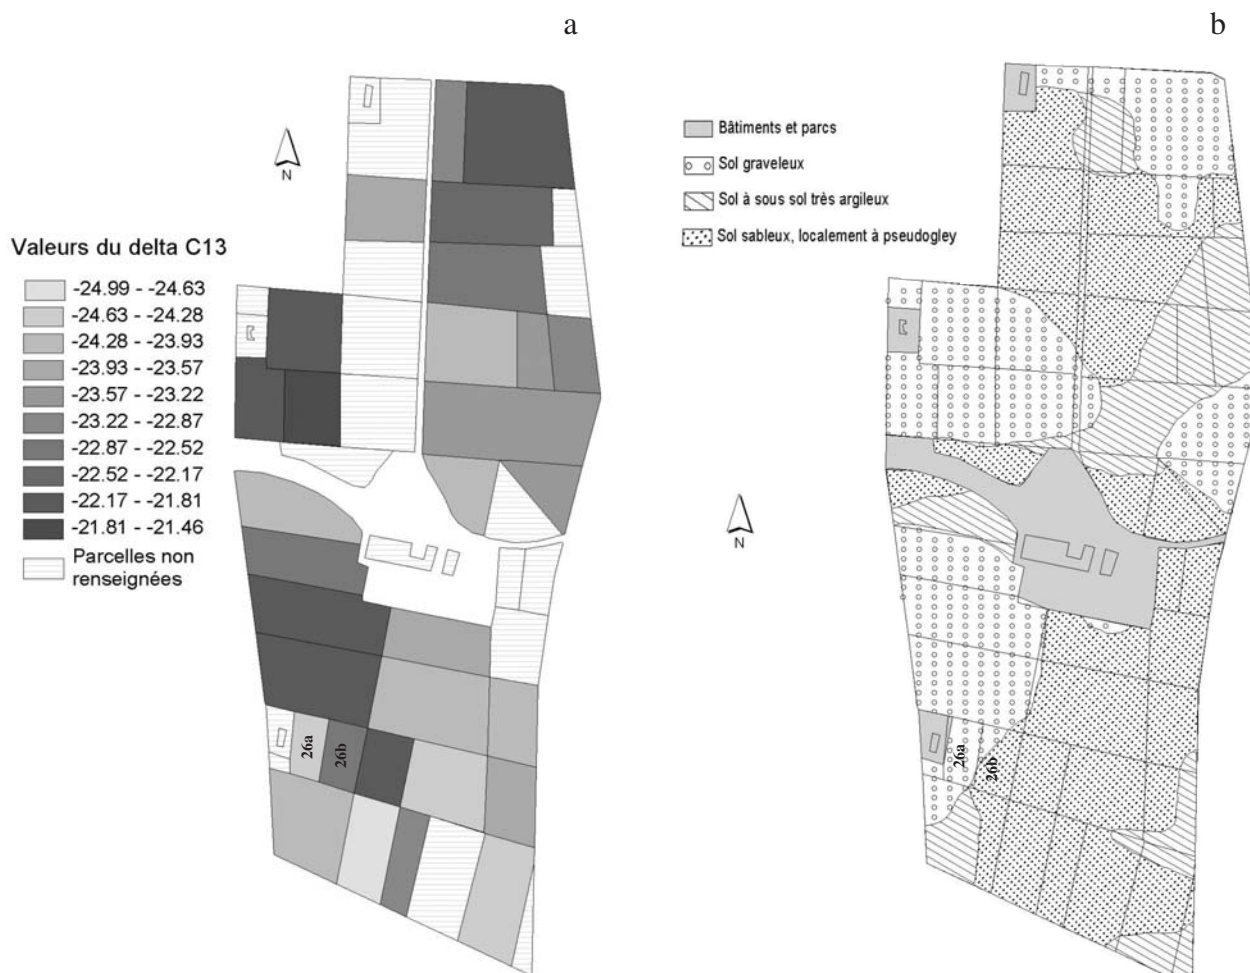 a
b
N
Valeurs du delta C13
-24.99 - -24.63
-24.63 - -24.28
-24.28 - -23.93
-23.93 - -23.57
-23.57 - -23.22
-23.22 - -22.87
-22.87 - -22.52
-22.52 - -22.17
-22.17 - -21.81
-21.81 - -21.46
Parcelles non
renseignées
26a
26b
Bâtiments et parcs
Sol graveleux
Sol à sous sol très argileux
Sol sableux, localement à pseudogley
N
26a
26b